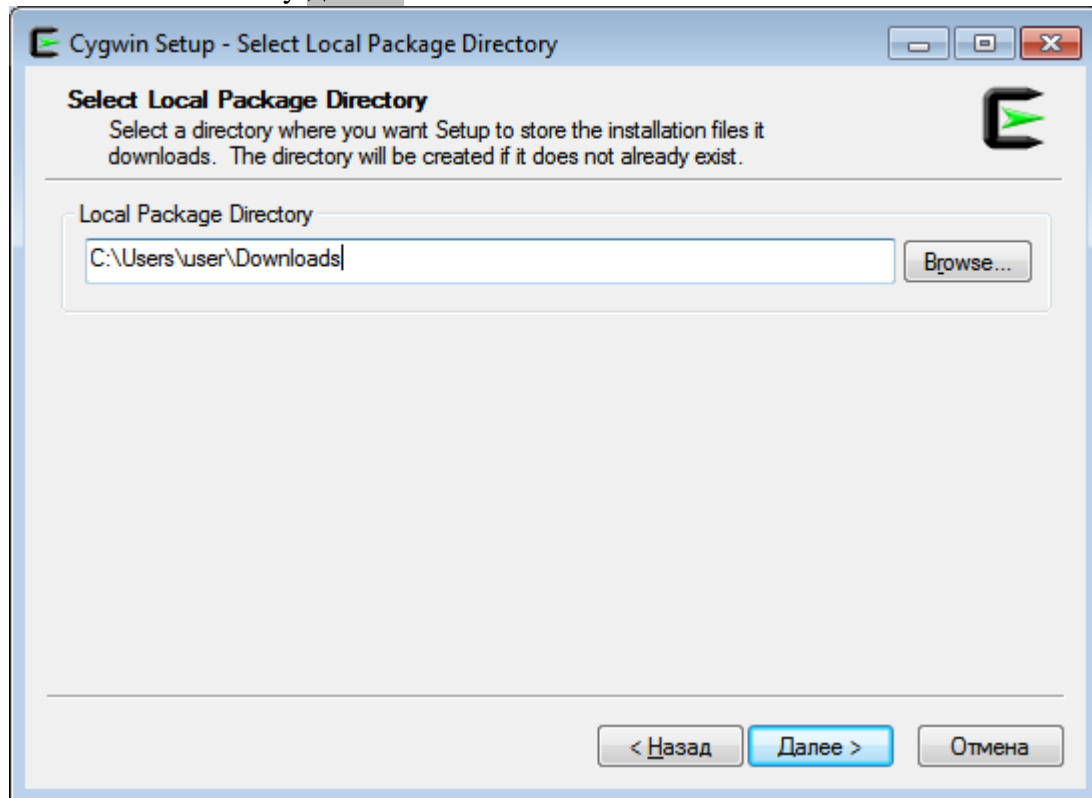 Cygwin Setup - Select Local Package Directory
Select Local Package Directory
Select a directory where you want Setup to store the installation files it
downloads. The directory will be created if it does not already exist.
Local Package Directory
C:\Users\user\Downloads
Browse...
< Назад Далее > Отмена